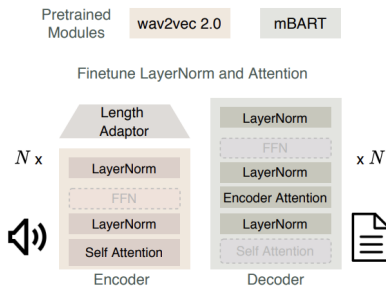 Pretrained
Modules
wav2vec 2.0
mBART
Finetune LayerNorm and Attention
Length
Adaptor
N x
LayerNorm
FFN
LayerNorm
Self Attention
Encoder
LayerNorm
FFN
LayerNorm
Encoder Attention
LayerNorm
Self Attention
Decoder
x N